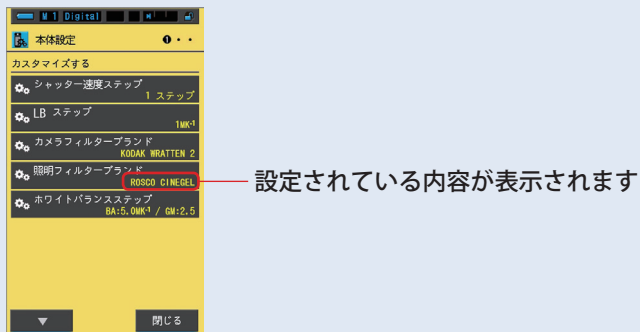 M 1 Digital
本体設定
カスタマイズする
シャッター速度ステップ
1 ステップ
LB ステップ
1MK⁻¹
カメラフィルターブランド
KODAK WRATTEN 2
照明フィルターブランド
ROSCO CINEGEL
設定されている内容が表示されます
ホワイトバランスステップ
BA:5.0MK⁻¹ / GM:2.5
▼ 閉じる